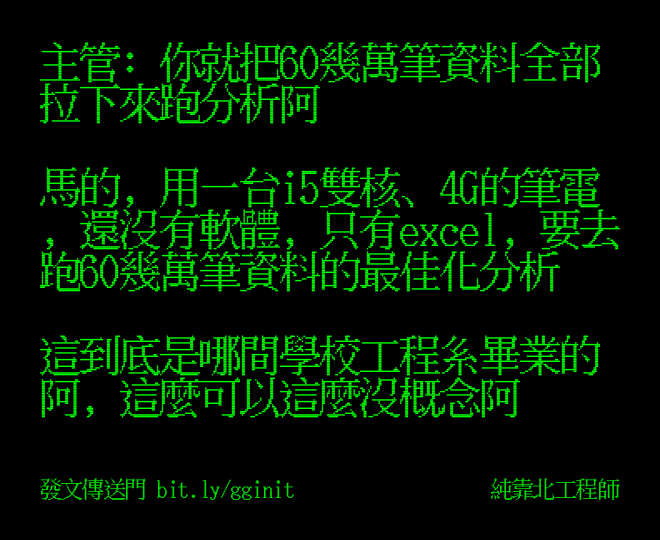 主管: 你就把60幾萬筆資料全部
拉下來跑分析阿
馬的, 用一台i5雙核、4G的筆電
, 還沒有軟體, 只有excel, 要去
跑60幾萬筆資料的最佳化分析
這到底是哪間學校工程系畢業的
阿, 這麼可以這麼沒概念阿
發文傳送門 bit.ly/gginit
純靠北工程師